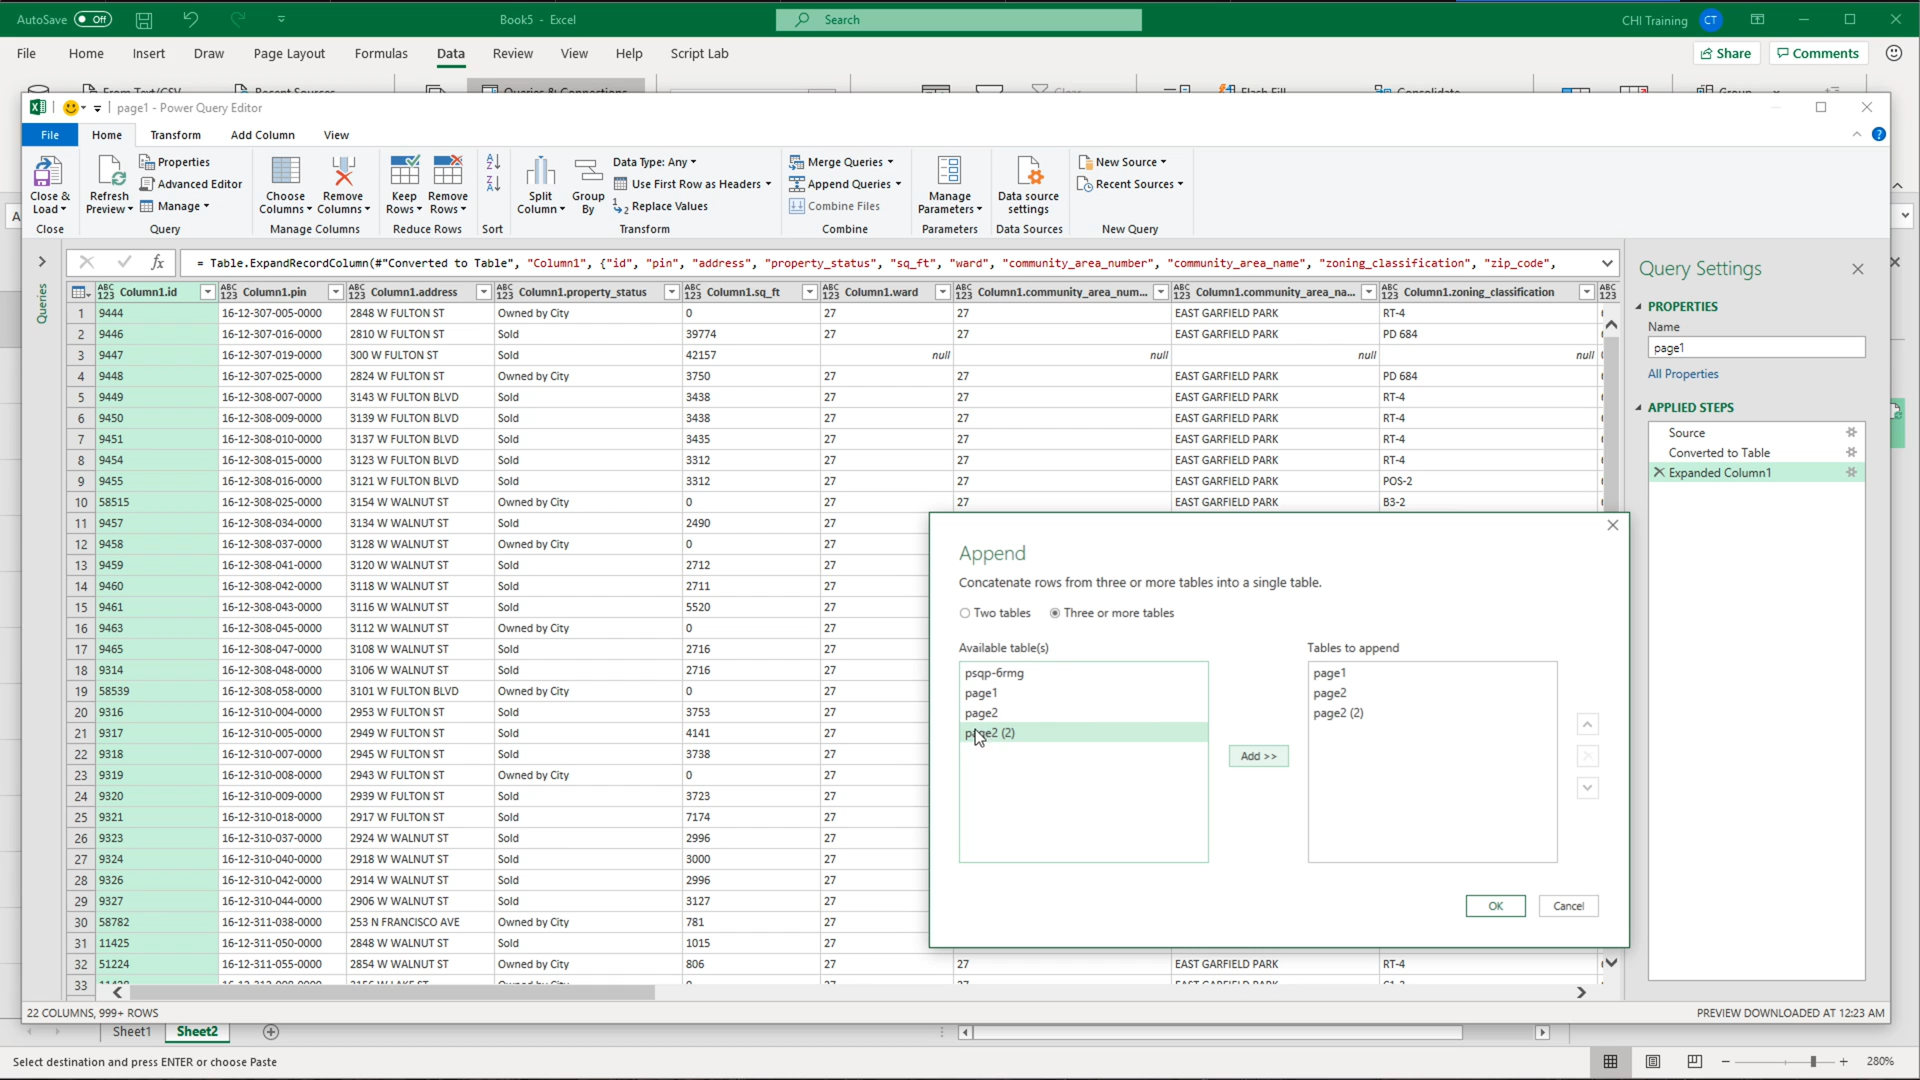 AutoSave Off Book5 - Excel Search CHI Training CT
File Home Insert Draw Page Layout Formulas Data Review View Help Script Lab Share Comments
page1 - Power Query Editor
File Home Transform Add Column View
Close & Load
Refresh Preview
Properties
Advanced Editor
Manage
Choose Columns
Remove Columns
Keep Rows
Remove Rows
Split Column
Group By
Data Type: Any
Use First Row as Headers
Replace Values
Merge Queries
Append Queries
Combine Files
Manage Parameters
Data source settings
New Source
Recent Sources
Close Query Manage Columns Reduce Rows Sort Transform Combine Parameters Data Sources New Query
Queries
= Table.ExpandRecordColumn(#"Converted to Table", "Column1", {"id", "pin", "address", "property_status", "sq_ft", "ward", "community_area_number", "community_area_name", "zoning_classification", "zip_code",
Column1.id Column1.pin Column1.address Column1.property_status Column1.sq_ft Column1.ward Column1.community_area_num... Column1.community_area_na... Column1.zoning_classification
1 9444 16-12-307-005-0000 2848 W FULTON ST Owned by City 0 27 27 EAST GARFIELD PARK RT-4
2 9446 16-12-307-016-0000 2810 W FULTON ST Sold 39774 27 27 EAST GARFIELD PARK PD 684
3 9447 16-12-307-019-0000 300 W FULTON ST Sold 42157 null null null null
4 9448 16-12-307-025-0000 2824 W FULTON ST Owned by City 3750 27 27 EAST GARFIELD PARK PD 684
5 9449 16-12-308-007-0000 3143 W FULTON BLVD Sold 3438 27 27 EAST GARFIELD PARK RT-4
6 9450 16-12-308-009-0000 3139 W FULTON BLVD Sold 3438 27 27 EAST GARFIELD PARK RT-4
7 9451 16-12-308-010-0000 3137 W FULTON BLVD Sold 3435 27 27 EAST GARFIELD PARK RT-4
8 9454 16-12-308-015-0000 3123 W FULTON BLVD Sold 3312 27 27 EAST GARFIELD PARK RT-4
9 9455 16-12-308-016-0000 3121 W FULTON BLVD Sold 3312 27 27 EAST GARFIELD PARK POS-2
10 58515 16-12-308-025-0000 3154 W WALNUT ST Owned by City 0 27 27 EAST GARFIELD PARK B3-2
11 9457 16-12-308-034-0000 3134 W WALNUT ST Sold 2490 27
12 9458 16-12-308-037-0000 3128 W WALNUT ST Owned by City 0 27
13 9459 16-12-308-041-0000 3120 W WALNUT ST Sold 2712 27
14 9460 16-12-308-042-0000 3118 W WALNUT ST Sold 2711 27
15 9461 16-12-308-043-0000 3116 W WALNUT ST Sold 5520 27
16 9463 16-12-308-045-0000 3112 W WALNUT ST Owned by City 0 27
17 9465 16-12-308-047-0000 3108 W WALNUT ST Sold 2716 27
18 9314 16-12-308-048-0000 3106 W WALNUT ST Sold 2716 27
19 58539 16-12-308-058-0000 3101 W FULTON BLVD Owned by City 0 27
20 9316 16-12-310-004-0000 2953 W FULTON ST Sold 3753 27
21 9317 16-12-310-005-0000 2949 W FULTON ST Sold 4141 27
22 9318 16-12-310-007-0000 2945 W FULTON ST Sold 3738 27
23 9319 16-12-310-008-0000 2943 W FULTON ST Owned by City 0 27
24 9320 16-12-310-009-0000 2939 W FULTON ST Sold 3723 27
25 9321 16-12-310-018-0000 2917 W FULTON ST Sold 7174 27
26 9323 16-12-310-037-0000 2924 W WALNUT ST Sold 2996 27
27 9324 16-12-310-040-0000 2918 W WALNUT ST Sold 3000 27
28 9326 16-12-310-042-0000 2914 W WALNUT ST Sold 2996 27
29 9327 16-12-310-044-0000 2906 W WALNUT ST Sold 3127 27
30 58782 16-12-311-038-0000 253 N FRANCISCO AVE Owned by City 781 27
31 11425 16-12-311-050-0000 2848 W WALNUT ST Sold 1015 27
32 51224 16-12-311-055-0000 2854 W WALNUT ST Owned by City 806 27 27 EAST GARFIELD PARK RT-4
33
Query Settings
PROPERTIES
Name
page1
All Properties
APPLIED STEPS
Source
Converted to Table
Expanded Column1
Append
Concatenate rows from three or more tables into a single table.
Two tables Three or more tables
Available table(s) Tables to append
psqp-6rmg
page1
page2
page2 (2)
Add >>
page1
page2
page2 (2)
OK Cancel
22 COLUMNS, 999+ ROWS PREVIEW DOWNLOADED AT 12:23 AM
Sheet1 Sheet2
Select destination and press ENTER or choose Paste 280%